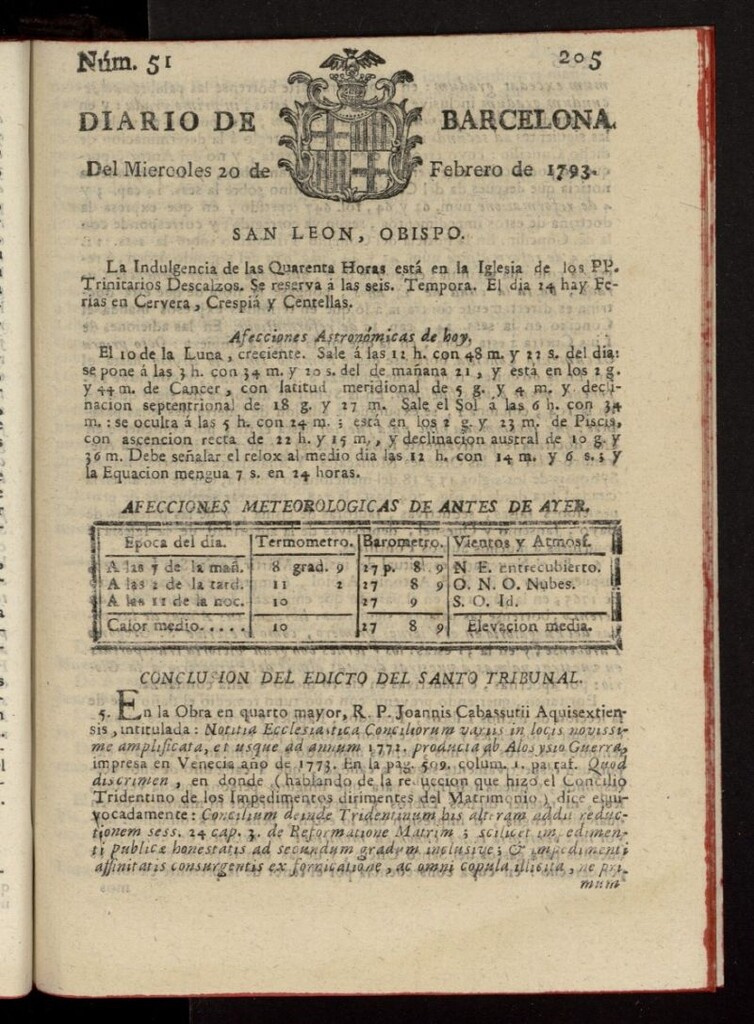 Núm. 51 205
DIARIO DE BARCELONA.
Del Miercoles 20 de Febrero de 1793.
SAN LEON, OBISPO.
La Indulgencia de las Quarenta Horas está en la Iglesia de los PP.
Trinitarios Descalzos. Se reserva á las seis. Tempora. El dia 24 hay Fe-
rias en Cervera, Crespiá y Centellas.
Afecciones Astronómicas de hoy.
El 10 de la Luna, creciente. Sale á las 12 h. con 48 m. y 22 s. del dia:
se pone á las 3 h. con 34 m. y 20 s. del de mañana 21, y está en los 2 g.
y 44 m. de Cancer, con latitud meridional de 5 g. y 4 m. y decli-
nacion septentrional de 18 g. y 27 m. Sale el Sol á las 6 h. con 34
m.: se oculta á las 5 h. con 24 m.; está en los 2 g. y 23 m. de Piscis,
con ascencion recta de 22 h. y 15 m., y declinacion austral de 10 g. y
36 m. Debe señalar el relox al medio dia las 12 h. con 14 m. y 6 s.; y
la Equacion mengua 7 s. en 24 horas.
AFECCIONES METEOROLOGICAS DE ANTES DE AYER.
Epoca del dia. Termometro. Barometro. Vientos y Atmosf.
A las 7 de la mañ. 8 grad. 9 27 p. 8 9 N. E. entrecubierto.
A las 2 de la tard. 11 2 27 8 9 O. N. O. Nubes.
A las 11 de la noc. 10 27 9 S. O. Id.
Calor medio..... 10 27 8 9 Elevacion media.
CONCLUSION DEL EDICTO DEL SANTO TRIBUNAL.
5. En la Obra en quarto mayor, R. P. Joannis Cabassutii Aquisextien-
sis, intitulada: Notitia Ecclesiastica Conciliorum variis in locis novissi-
me amplificata, et usque ad annum 1772. producta ab Aloysio Guerra,
impresa en Venecia año de 1773. En la pag. 509. colum. 1. paraf. Quod
discrimen, en donde (hablando de la reduccion que hizo el Concilio
Tridentino de los Impedimentos dirimentes del Matrimonio) dice equi-
vocadamente: Concilium deinde Tridentinum his alteram addit reduc-
tionem sess. 24 cap. 3. de Reformatione Matrim; scilicet impedimen-
ti publicæ honestatis ad secundum gradum inclusive; & impedimenti
affinitatis consurgentis ex fornicatione, ac omni copula illicita, ne pri-
mum